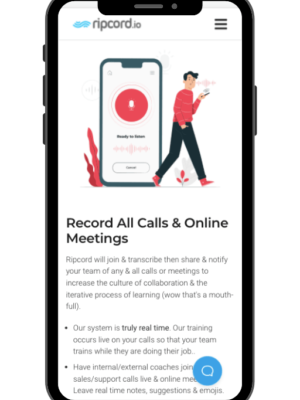 ripcord.io
Ready to listen
Cancel
Record All Calls & Online
Meetings
Ripcord will join & transcribe then share & notify
your team of any & all calls or meetings to
increase the culture of collaboration & the
iterative process of learning (wow that's a mouth-
full).
• Our system is truly real time. Our training
occurs live on your calls so that your team
trains while they are doing their job.
• Have internal/external coaches join
sales/support calls live & online
Leave real time notes, suggestions & emojis.